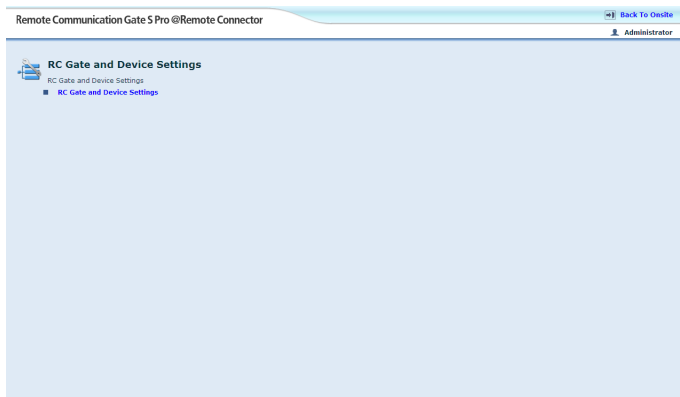 Remote Communication Gate S Pro @Remote Connector
Back To Onsite
Administrator
RC Gate and Device Settings
RC Gate and Device Settings
RC Gate and Device Settings